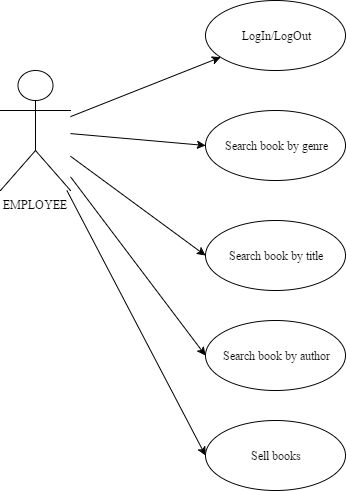 LogIn/LogOut
Search book by genre
EMPLOYEE
Search book by title
Search book by author
Sell books